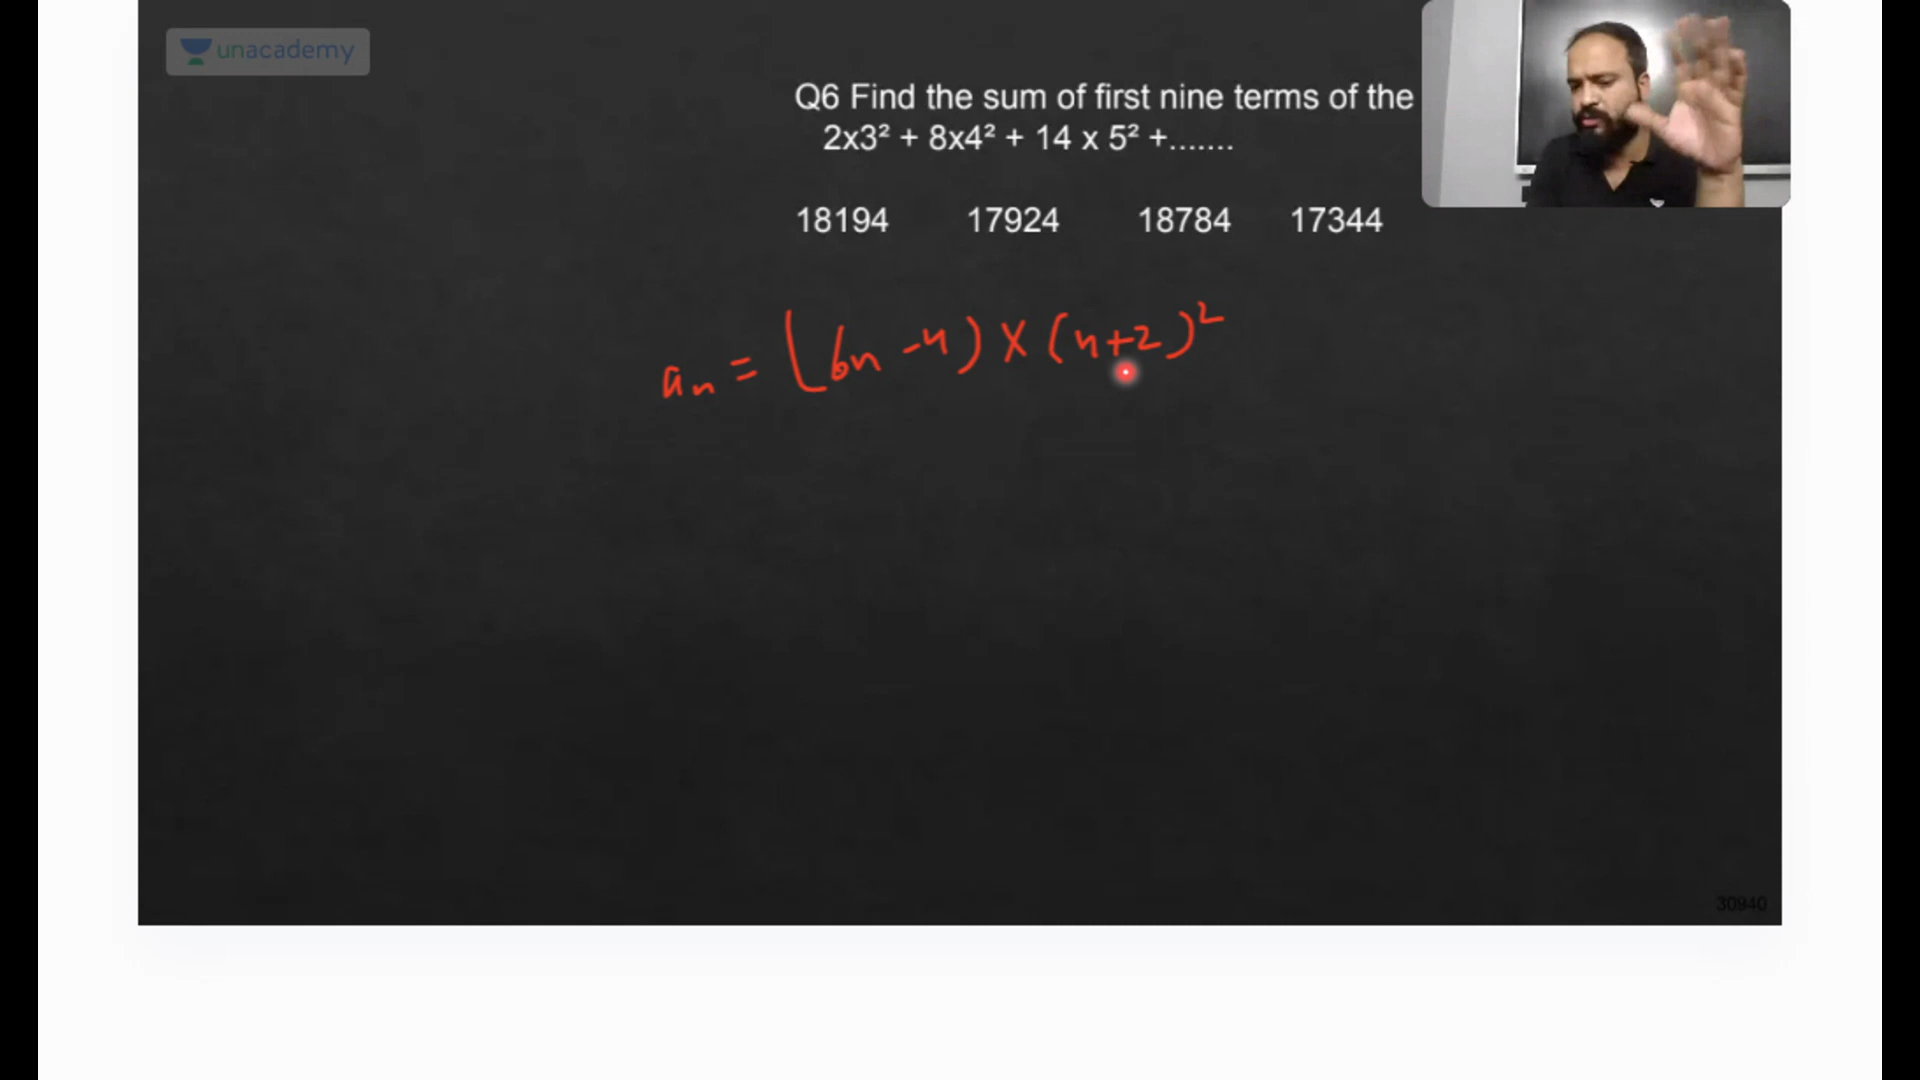 unacademy
Q6 Find the sum of first nine terms of the
2x3² + 8x4² + 14 x 5² +.......
18194 17924 18784 17344
aₙ = (6n - 4) X (n+2)²
30940